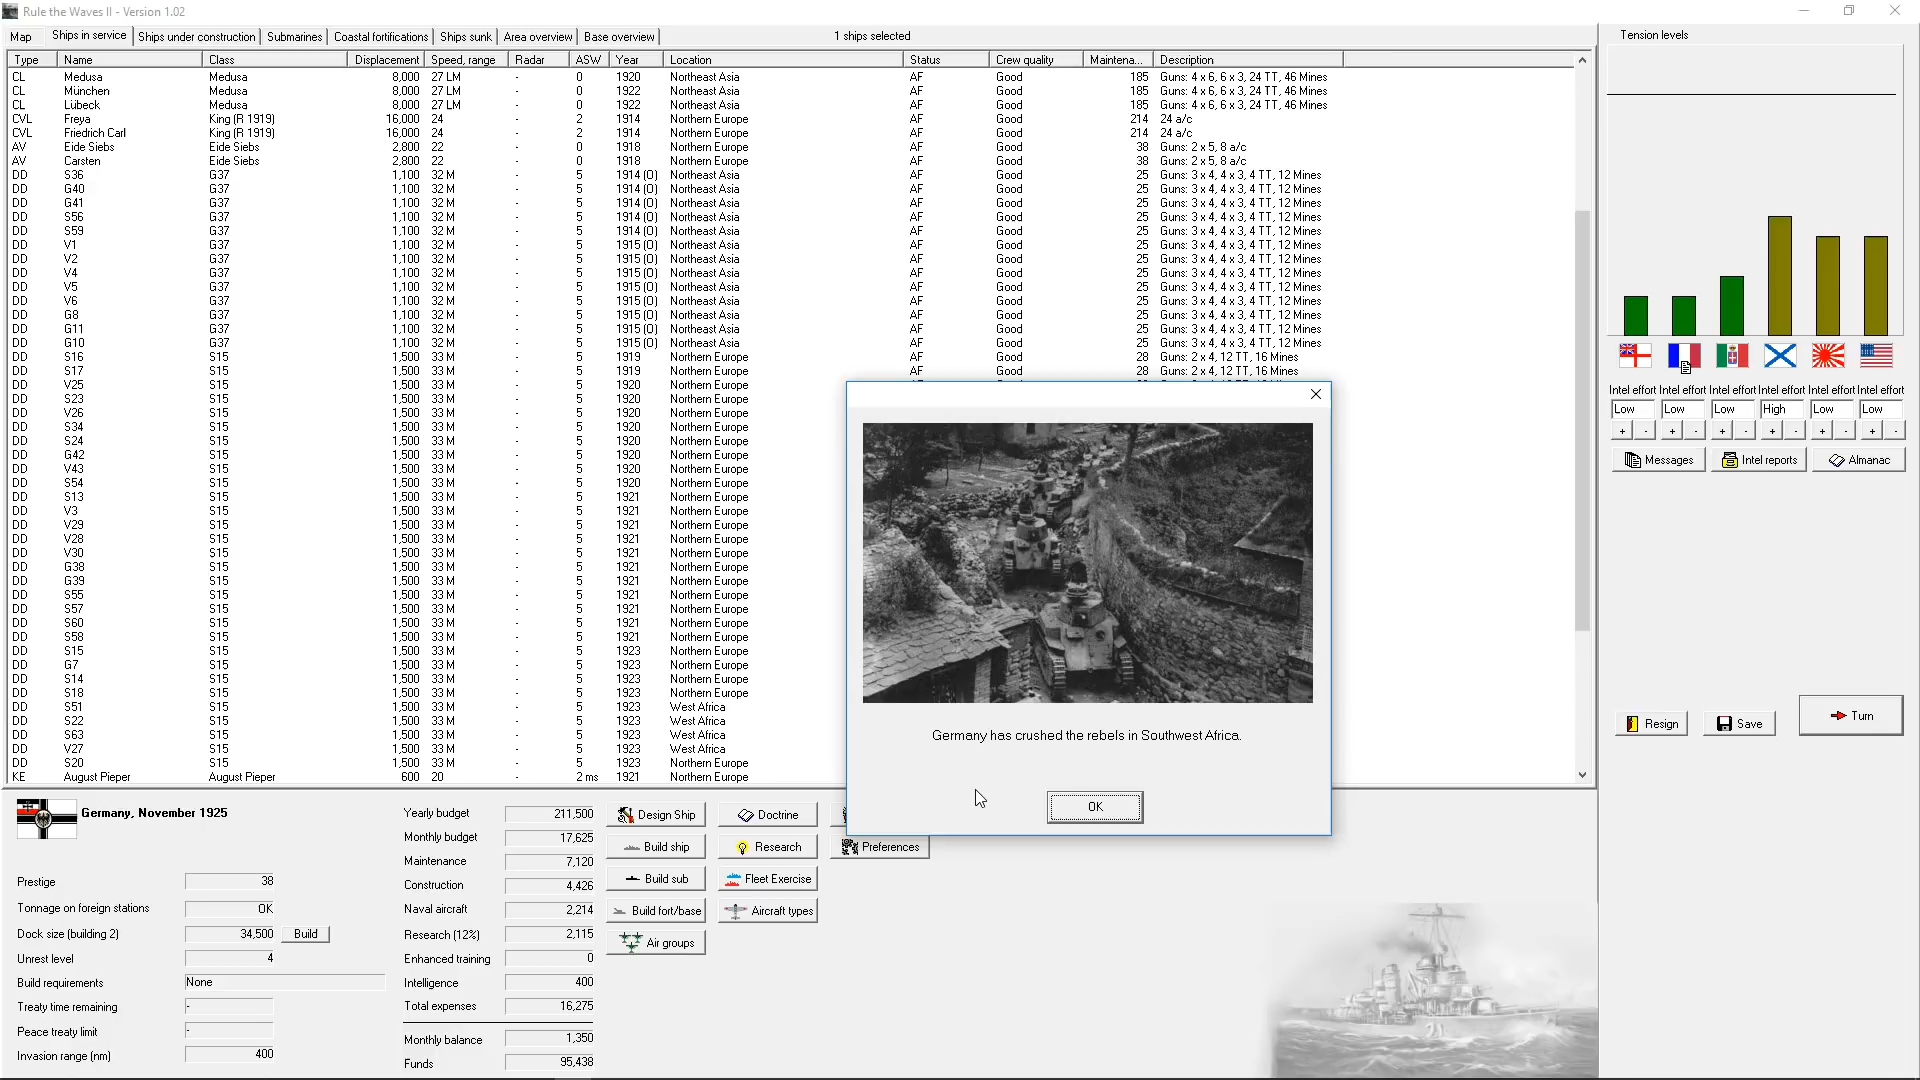 Rule the Waves II - Version 1.02
Map Ships in service Ships under construction Submarines Coastal fortifications Ships sunk Area overview Base overview 1 ships selected
Type Name Class Displacement Speed, range Radar ASW Year Location Status Crew quality Maintena... Description
CL Medusa Medusa 8,000 27 LM - 0 1920 Northeast Asia AF Good 185 Guns: 4 x 6, 6 x 3, 24 TT, 46 Mines
CL München Medusa 8,000 27 LM - 0 1922 Northeast Asia AF Good 185 Guns: 4 x 6, 6 x 3, 24 TT, 46 Mines
CL Lübeck Medusa 8,000 27 LM - 0 1922 Northeast Asia AF Good 185 Guns: 4 x 6, 6 x 3, 24 TT, 46 Mines
CVL Freya King (R 1919) 16,000 24 - 2 1914 Northern Europe AF Good 214 24 a/c
CVL Friedrich Carl King (R 1919) 16,000 24 - 2 1914 Northern Europe AF Good 214 24 a/c
AV Eide Siebs Eide Siebs 2,800 22 - 0 1918 Northern Europe AF Good 38 Guns: 2 x 5, 8 a/c
AV Carsten Eide Siebs 2,800 22 - 0 1918 Northern Europe AF Good 38 Guns: 2 x 5, 8 a/c
DD S36 G37 1,100 32 M - 5 1914 (O) Northeast Asia AF Good 25 Guns: 3 x 4, 4 x 3, 4 TT, 12 Mines
DD G40 G37 1,100 32 M - 5 1914 (O) Northeast Asia AF Good 25 Guns: 3 x 4, 4 x 3, 4 TT, 12 Mines
DD G41 G37 1,100 32 M - 5 1914 (O) Northeast Asia AF Good 25 Guns: 3 x 4, 4 x 3, 4 TT, 12 Mines
DD S56 G37 1,100 32 M - 5 1914 (O) Northeast Asia AF Good 25 Guns: 3 x 4, 4 x 3, 4 TT, 12 Mines
DD S59 G37 1,100 32 M - 5 1914 (O) Northeast Asia AF Good 25 Guns: 3 x 4, 4 x 3, 4 TT, 12 Mines
DD V1 G37 1,100 32 M - 5 1915 (O) Northeast Asia AF Good 25 Guns: 3 x 4, 4 x 3, 4 TT, 12 Mines
DD V2 G37 1,100 32 M - 5 1915 (O) Northeast Asia AF Good 25 Guns: 3 x 4, 4 x 3, 4 TT, 12 Mines
DD V4 G37 1,100 32 M - 5 1915 (O) Northeast Asia AF Good 25 Guns: 3 x 4, 4 x 3, 4 TT, 12 Mines
DD V5 G37 1,100 32 M - 5 1915 (O) Northeast Asia AF Good 25 Guns: 3 x 4, 4 x 3, 4 TT, 12 Mines
DD V6 G37 1,100 32 M - 5 1915 (O) Northeast Asia AF Good 25 Guns: 3 x 4, 4 x 3, 4 TT, 12 Mines
DD G8 G37 1,100 32 M - 5 1915 (O) Northeast Asia AF Good 25 Guns: 3 x 4, 4 x 3, 4 TT, 12 Mines
DD G11 G37 1,100 32 M - 5 1915 (O) Northeast Asia AF Good 25 Guns: 3 x 4, 4 x 3, 4 TT, 12 Mines
DD G10 G37 1,100 32 M - 5 1915 (O) Northeast Asia AF Good 25 Guns: 3 x 4, 4 x 3, 4 TT, 12 Mines
DD S16 S15 1,500 33 M - 5 1919 Northern Europe AF Good 28 Guns: 2 x 4, 12 TT, 16 Mines
DD S17 S15 1,500 33 M - 5 1919 Northern Europe AF Good 28 Guns: 2 x 4, 12 TT, 16 Mines
DD V25 S15 1,500 33 M - 5 1920 Northern Europe
DD S23 S15 1,500 33 M - 5 1920 Northern Europe
DD V26 S15 1,500 33 M - 5 1920 Northern Europe
DD S34 S15 1,500 33 M - 5 1920 Northern Europe
DD S24 S15 1,500 33 M - 5 1920 Northern Europe
DD G42 S15 1,500 33 M - 5 1920 Northern Europe
DD V43 S15 1,500 33 M - 5 1920 Northern Europe
DD S54 S15 1,500 33 M - 5 1920 Northern Europe
DD S13 S15 1,500 33 M - 5 1921 Northern Europe
DD V3 S15 1,500 33 M - 5 1921 Northern Europe
DD V29 S15 1,500 33 M - 5 1921 Northern Europe
DD V28 S15 1,500 33 M - 5 1921 Northern Europe
DD V30 S15 1,500 33 M - 5 1921 Northern Europe
DD G38 S15 1,500 33 M - 5 1921 Northern Europe
DD G39 S15 1,500 33 M - 5 1921 Northern Europe
DD S55 S15 1,500 33 M - 5 1921 Northern Europe
DD S57 S15 1,500 33 M - 5 1921 Northern Europe
DD S60 S15 1,500 33 M - 5 1921 Northern Europe
DD S58 S15 1,500 33 M - 5 1921 Northern Europe
DD S15 S15 1,500 33 M - 5 1923 Northern Europe
DD G7 S15 1,500 33 M - 5 1923 Northern Europe
DD S14 S15 1,500 33 M - 5 1923 Northern Europe
DD S18 S15 1,500 33 M - 5 1923 Northern Europe
DD S51 S15 1,500 33 M - 5 1923 West Africa
DD S22 S15 1,500 33 M - 5 1923 West Africa
DD S63 S15 1,500 33 M - 5 1923 West Africa
DD V27 S15 1,500 33 M - 5 1923 West Africa
DD S20 S15 1,500 33 M - 5 1923 Northern Europe
KE August Pieper August Pieper 600 20 - 2 ms 1921 Northern Europe
Germany has crushed the rebels in Southwest Africa.
OK
Tension levels
Intel effort Intel effort Intel effort Intel effort Intel effort Intel effort
Low Low Low High Low Low
+ - + - + - + - + - + -
Messages Intel reports Almanac
Resign Save Turn
Germany, November 1925
Prestige 38
Tonnage on foreign stations OK
Dock size (building 2) 34,500 Build
Unrest level 4
Build requirements None
Treaty time remaining -
Peace treaty limit -
Invasion range (nm) 400
Yearly budget 211,500
Monthly budget 17,625
Maintenance 7,120
Construction 4,426
Naval aircraft 2,214
Research (12%) 2,115
Enhanced training 0
Intelligence 400
Total expenses 16,275
Monthly balance 1,350
Funds 95,438
Design Ship Doctrine
Build ship Research Preferences
Build sub Fleet Exercise
Build fort/base Aircraft types
Air groups